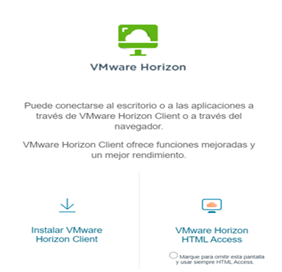 VMware Horizon
Puede conectarse al escritorio o a las aplicaciones a
través de VMware Horizon Client o a través del
navegador.
VMware Horizon Client ofrece funciones mejoradas y
un mejor rendimiento.
Instalar VMware
Horizon Client
VMware Horizon
HTML Access
Marque para omitir esta pantalla
y usar siempre HTML Access.